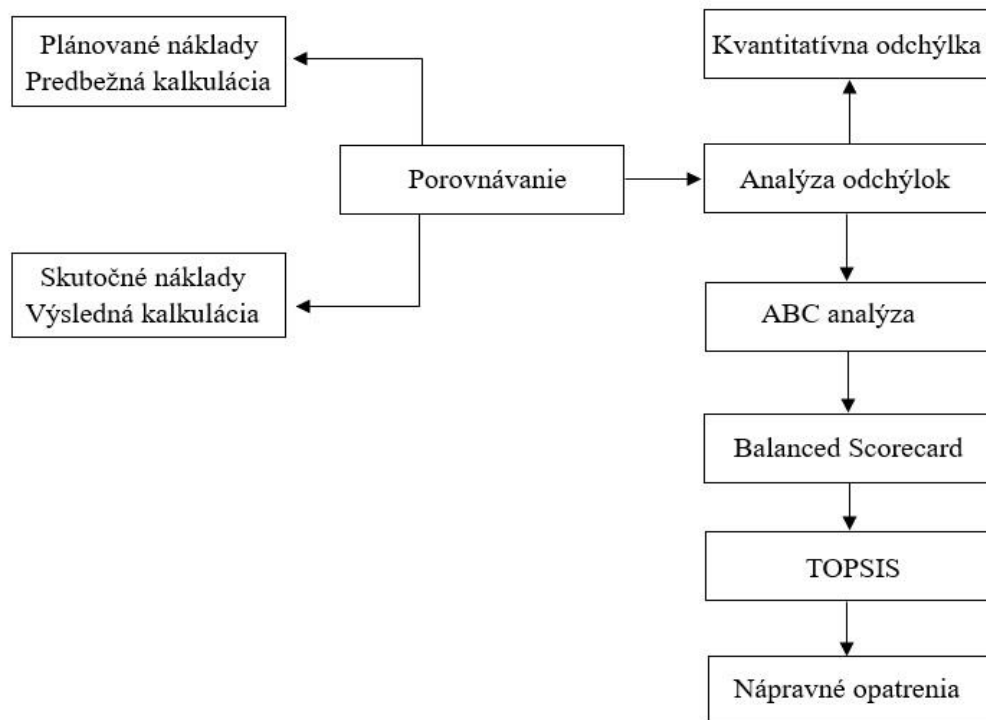 Plánované náklady
Predbežná kalkulácia
Kvantitatívna odchýlka
Porovnávanie
Analýza odchýlok
Skutočné náklady
Výsledná kalkulácia
ABC analýza
Balanced Scorecard
TOPSIS
Nápravné opatrenia